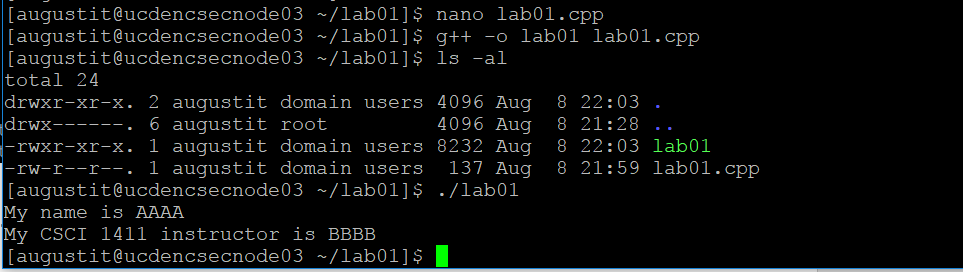 [augustit@ucdencsecnode03 ~/lab01]$ nano lab01.cpp
[augustit@ucdencsecnode03 ~/lab01]$ g++ -o lab01 lab01.cpp
[augustit@ucdencsecnode03 ~/lab01]$ ls -al
total 24
drwxr-xr-x. 2 augustit domain users 4096 Aug  8 22:03 .
drwx------. 6 augustit root         4096 Aug  8 21:28 ..
-rwxr-xr-x. 1 augustit domain users 8232 Aug  8 22:03 lab01
-rw-r--r--. 1 augustit domain users  137 Aug  8 21:59 lab01.cpp
[augustit@ucdencsecnode03 ~/lab01]$ ./lab01
My name is AAAA
My CSCI 1411 instructor is BBBB
[augustit@ucdencsecnode03 ~/lab01]$